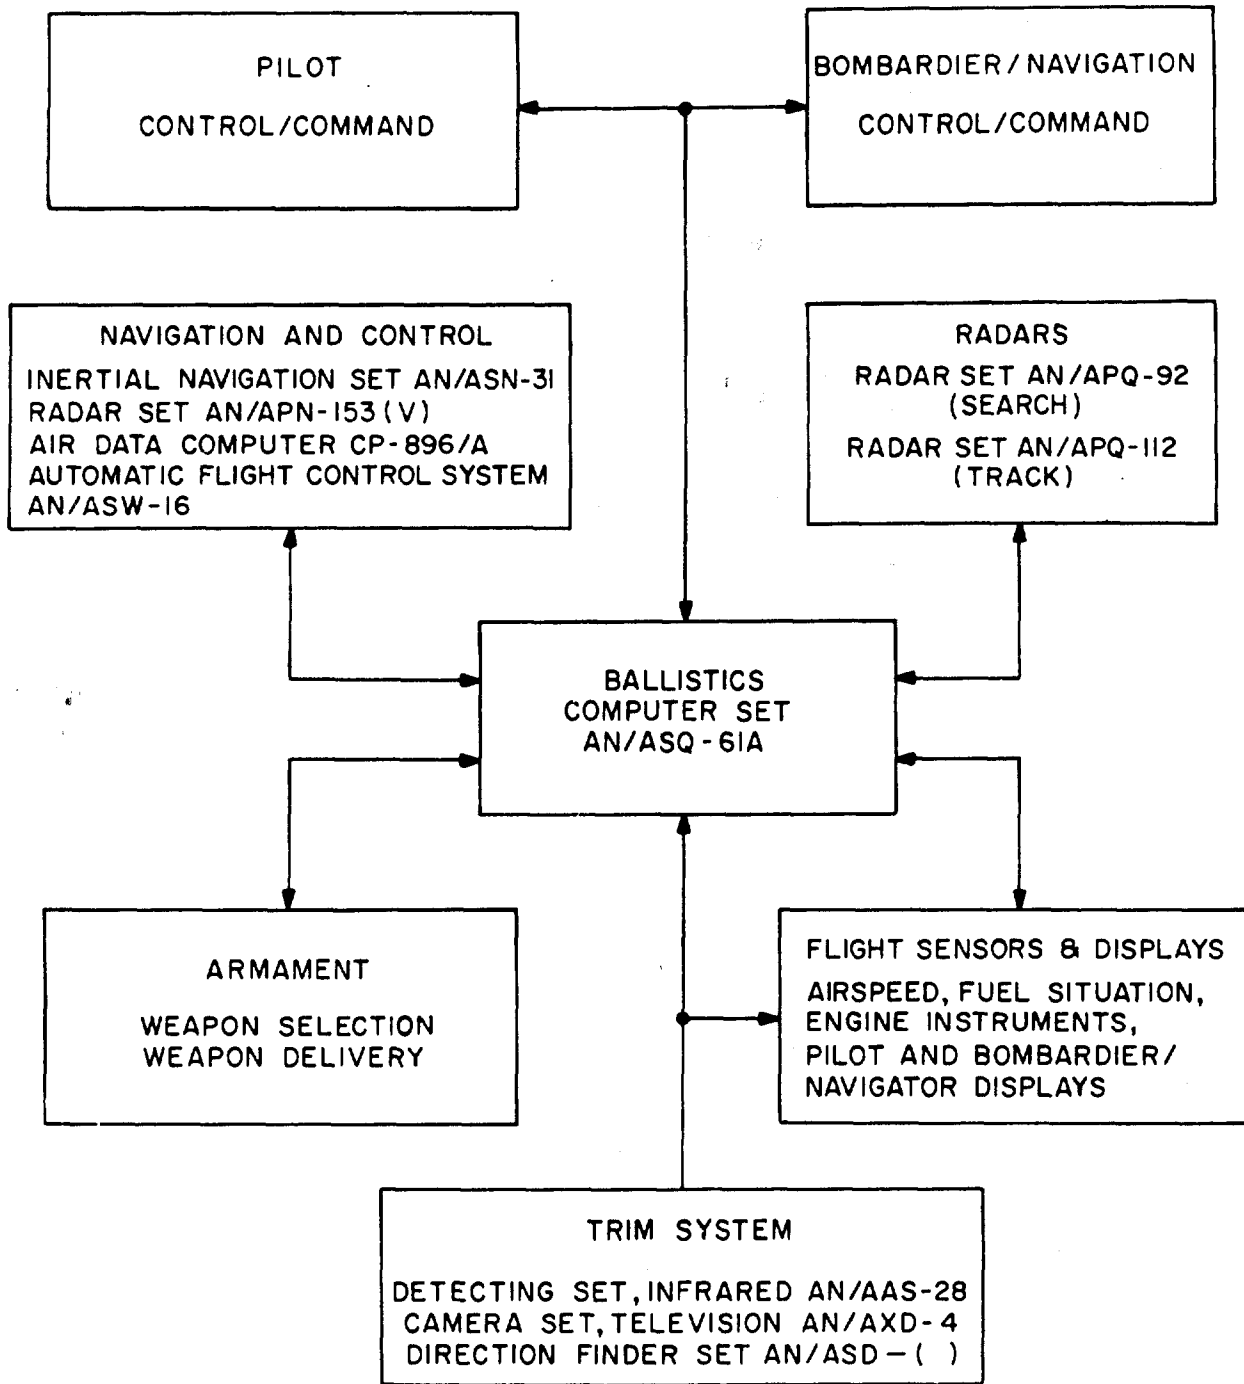 PILOT
CONTROL/COMMAND
BOMBARDIER/NAVIGATION
CONTROL/COMMAND
NAVIGATION AND CONTROL
INERTIAL NAVIGATION SET AN/ASN-31
RADAR SET AN/APN-153(V)
AIR DATA COMPUTER CP-896/A
AUTOMATIC FLIGHT CONTROL SYSTEM
AN/ASW-16
RADARS
RADAR SET AN/APQ-92
(SEARCH)
RADAR SET AN/APQ-112
(TRACK)
BALLISTICS
COMPUTER SET
AN/ASQ-61A
ARMAMENT
WEAPON SELECTION
WEAPON DELIVERY
FLIGHT SENSORS & DISPLAYS
AIRSPEED, FUEL SITUATION,
ENGINE INSTRUMENTS,
PILOT AND BOMBARDIER/
NAVIGATOR DISPLAYS
TRIM SYSTEM
DETECTING SET, INFRARED AN/AAS-28
CAMERA SET, TELEVISION AN/AXD-4
DIRECTION FINDER SET AN/ASD-( )